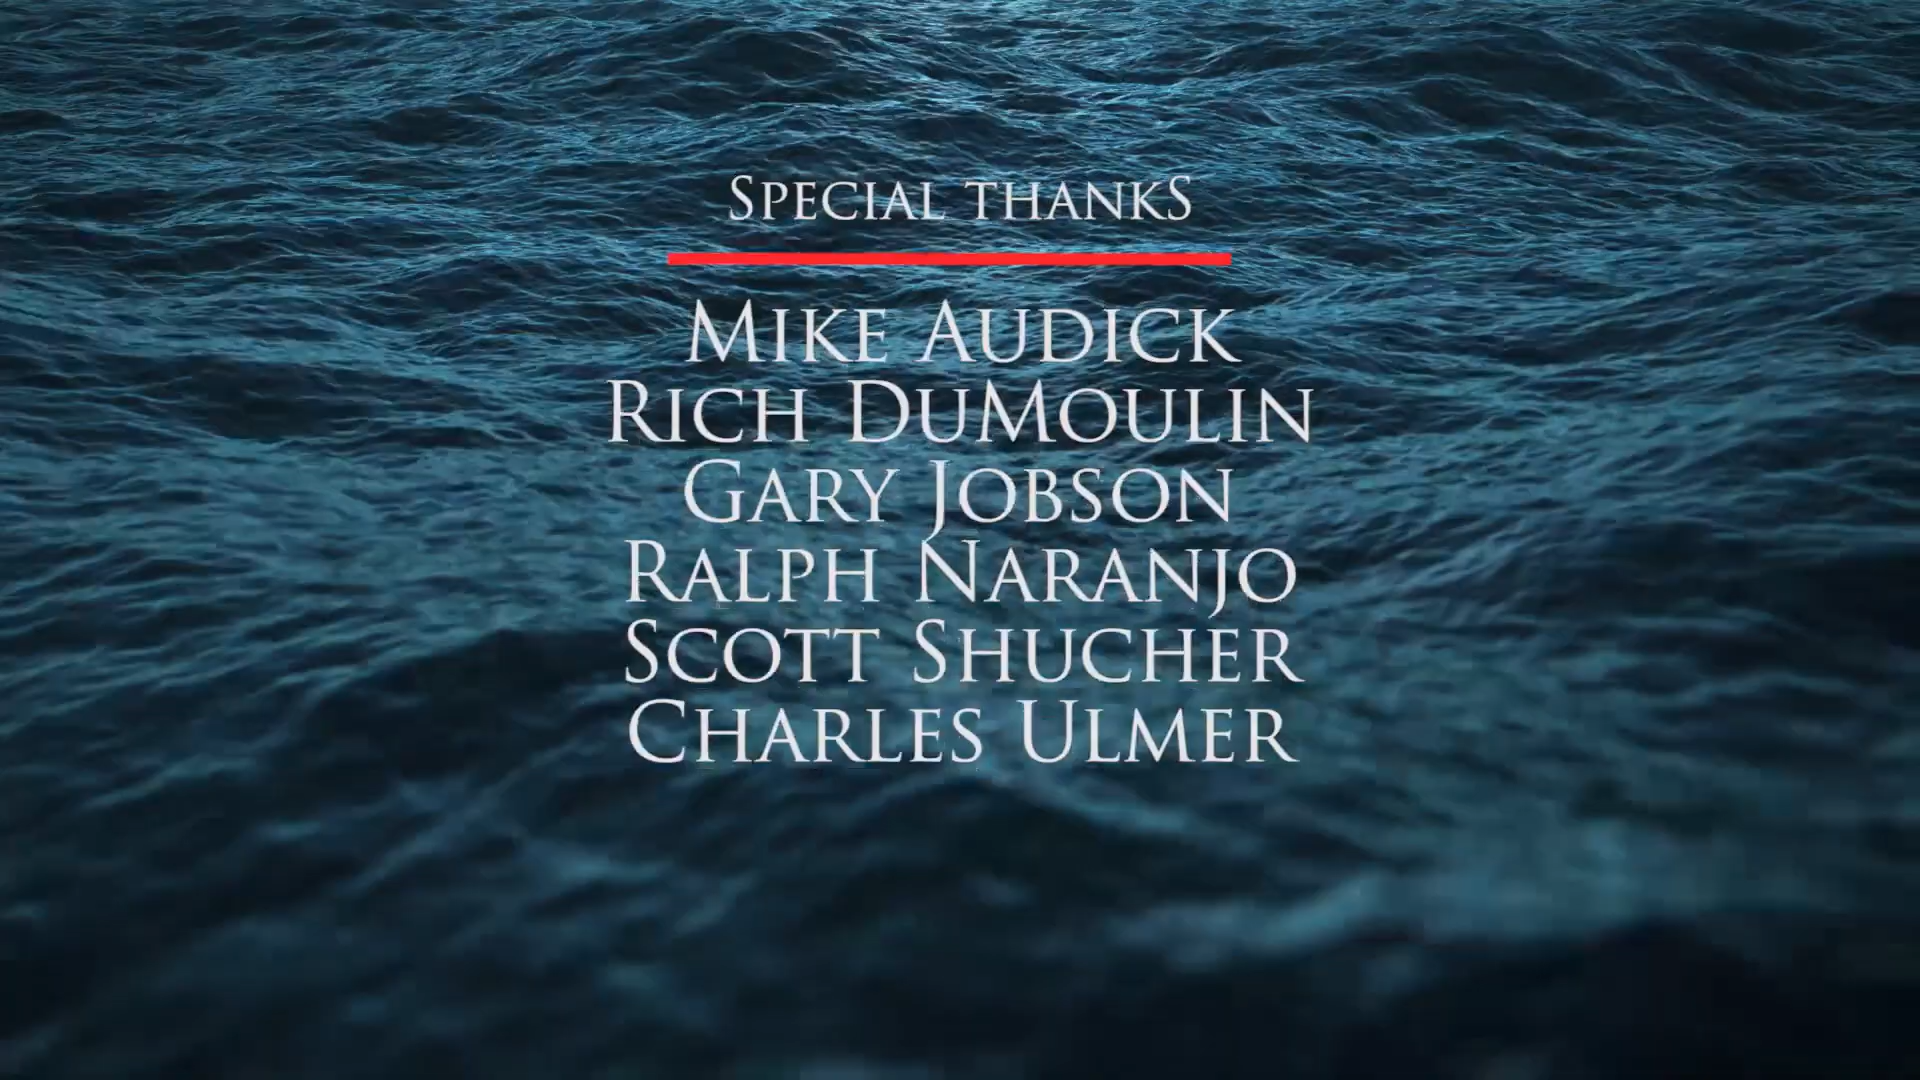 SPECIAL THANKS
MIKE AUDICK
RICH DUMOULIN
GARY JOBSON
RALPH NARANJO
SCOTT SHUCHER
CHARLES ULMER